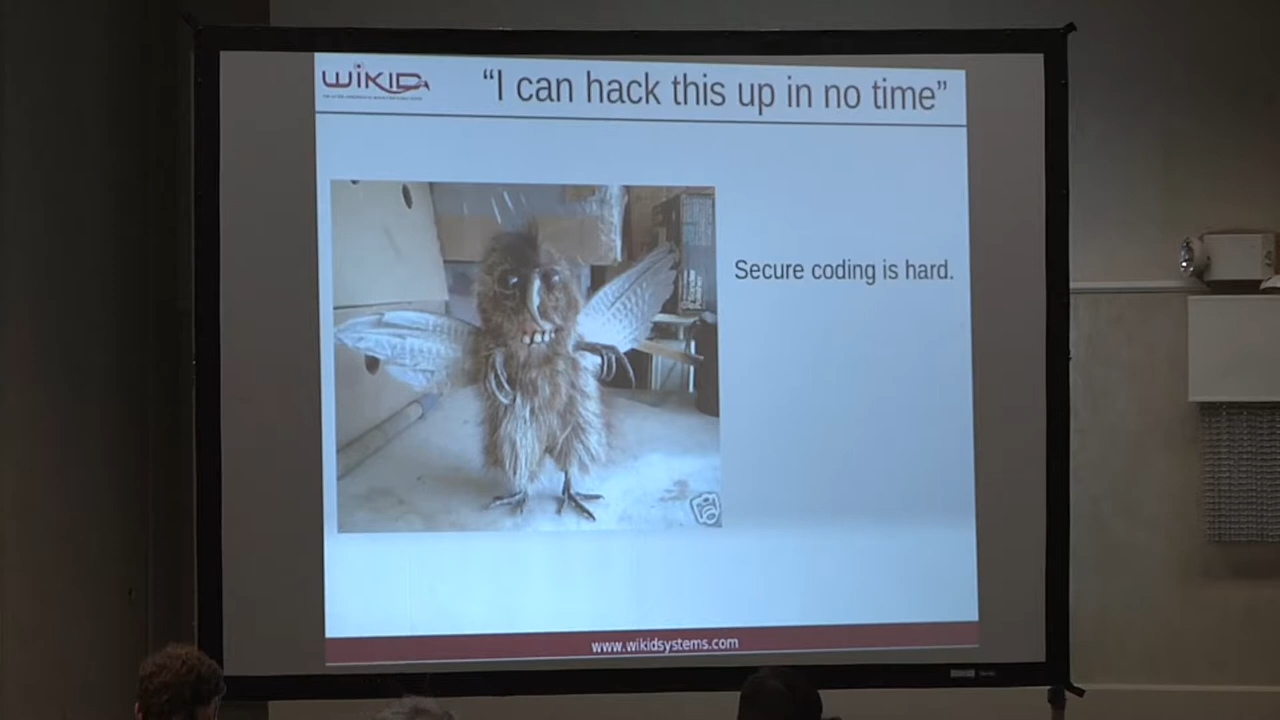 WiKID
“I can hack this up in no time”
Secure coding is hard.
www.wikidsystems.com